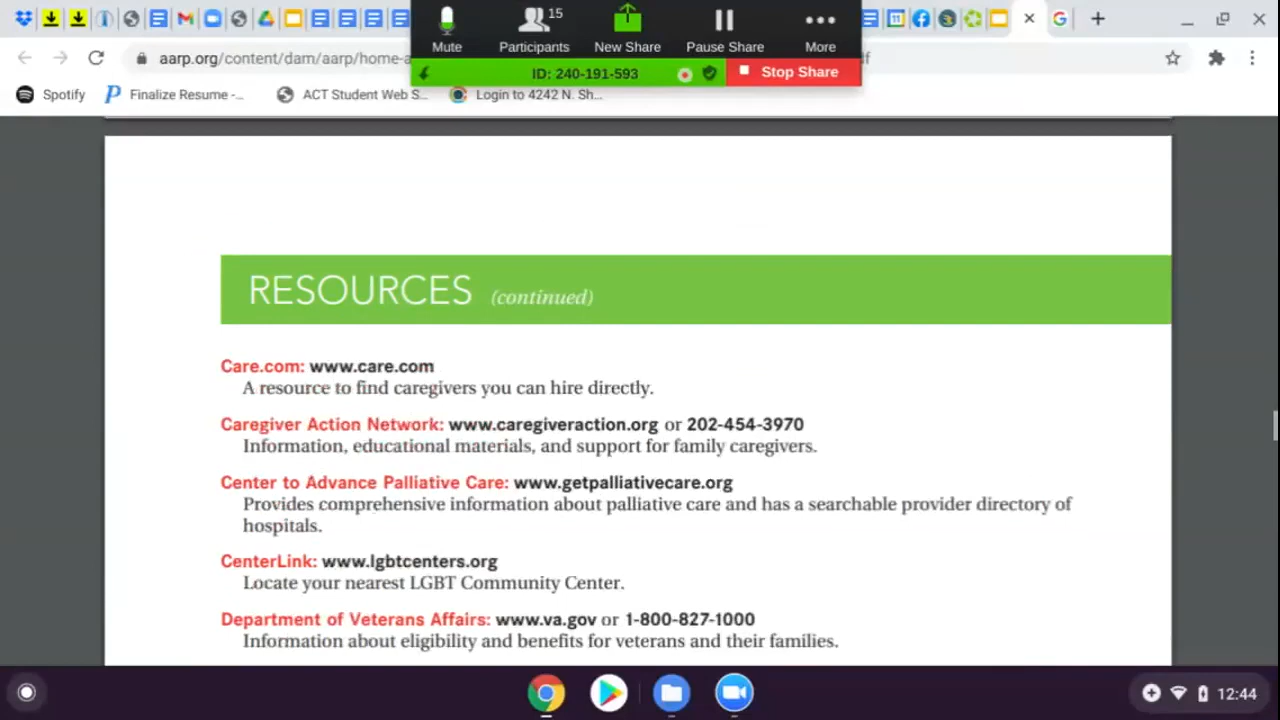 15
Mute
Participants
New Share
Pause Share
More
aarp.org/content/dam/aarp/home-a
df
ID: 240-191-593
Stop Share
Spotify
Finalize Resume -...
ACT Student Web S...
Login to 4242 N. Sh...
RESOURCES (continued)
Care.com: www.care.com
A resource to find caregivers you can hire directly.
Caregiver Action Network: www.caregiveraction.org or 202-454-3970
Information, educational materials, and support for family caregivers.
Center to Advance Palliative Care: www.getpalliativecare.org
Provides comprehensive information about palliative care and has a searchable provider directory of
hospitals.
CenterLink: www.lgbtcenters.org
Locate your nearest LGBT Community Center.
Department of Veterans Affairs: www.va.gov or 1-800-827-1000
Information about eligibility and benefits for veterans and their families.
12:44